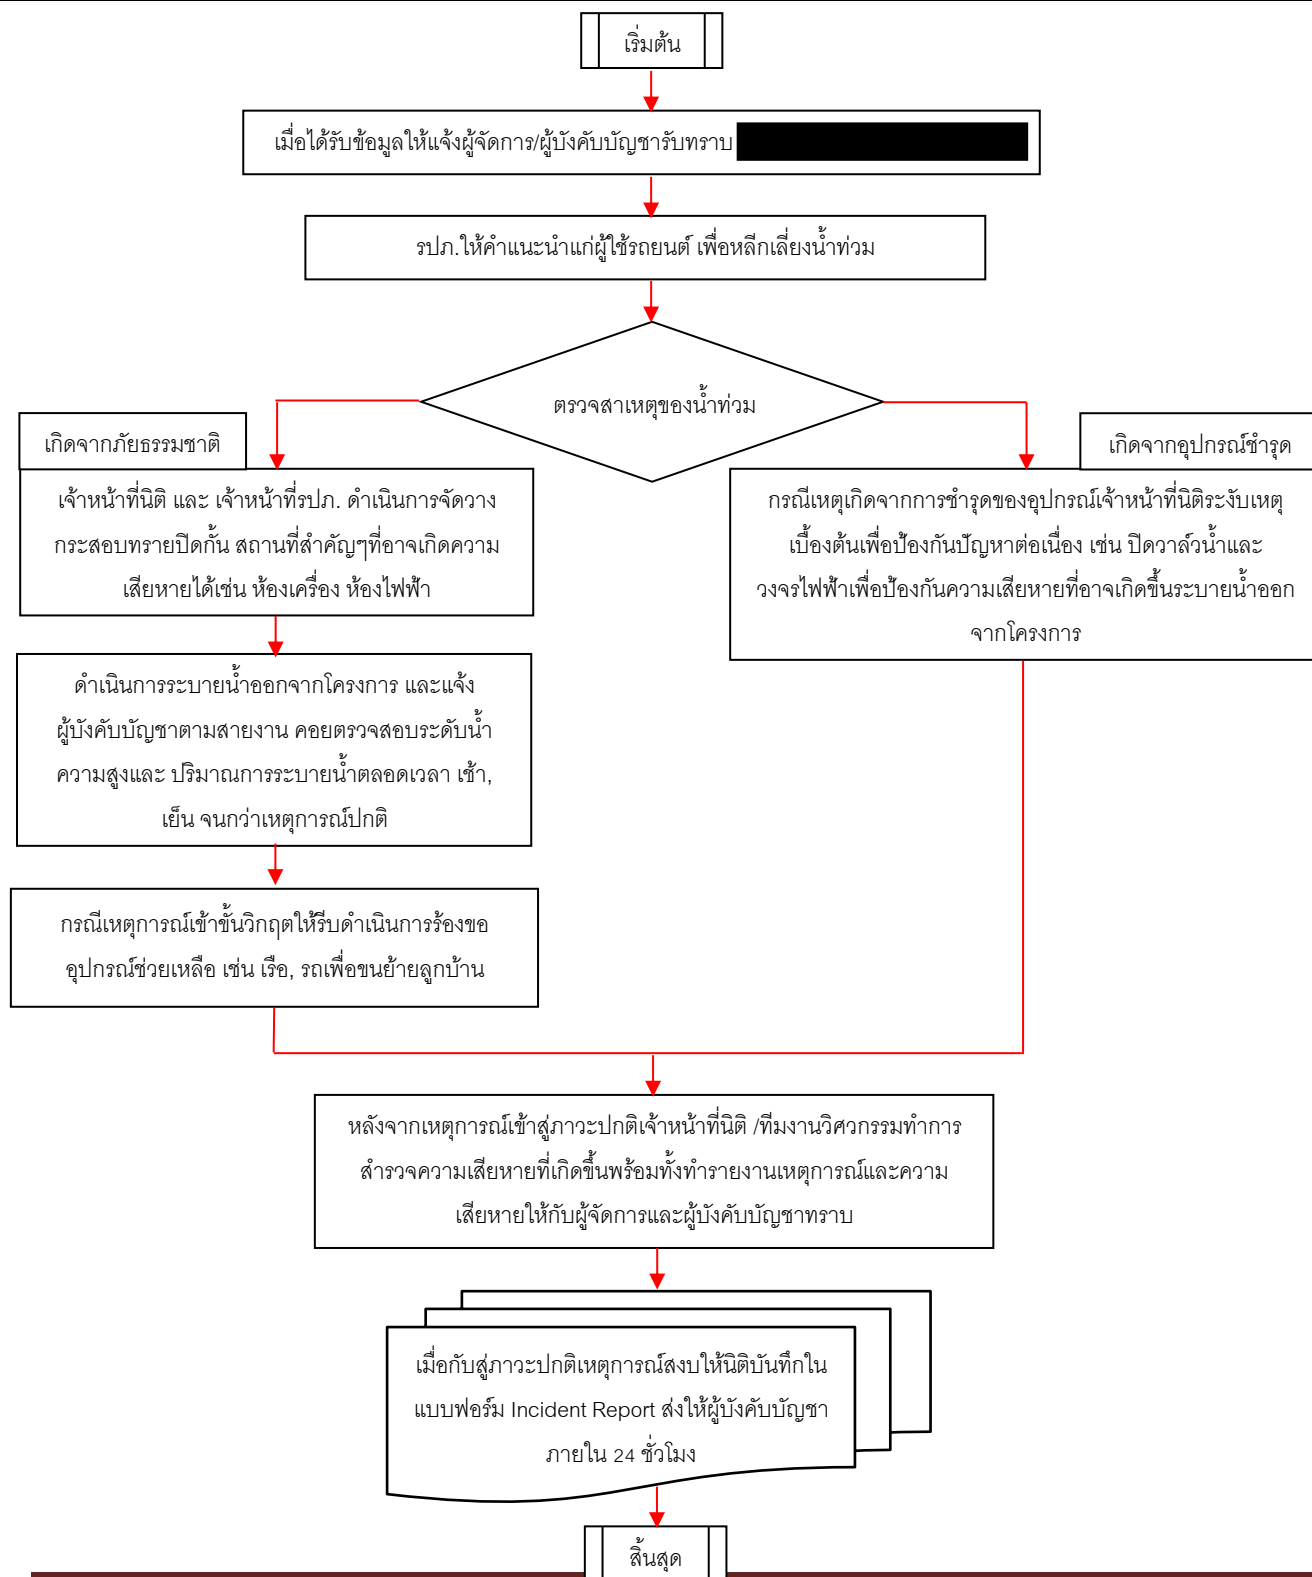 เริ่มต้น
เมื่อได้รับข้อมูลให้แจ้งผู้จัดการ/ผู้บังคับบัญชารับทราบ
รปภ.ให้คำแนะนำแก่ผู้ใช้รถยนต์ เพื่อหลีกเลี่ยงน้ำท่วม
ตรวจสาเหตุของน้ำท่วม
เกิดจากภัยธรรมชาติ
เจ้าหน้าที่นิติ และ เจ้าหน้าที่รปภ. ดำเนินการจัดวาง
กระสอบทรายปิดกั้น สถานที่สำคัญๆที่อาจเกิดความ
เสียหายได้เช่น ห้องเครื่อง ห้องไฟฟ้า
ดำเนินการระบายน้ำออกจากโครงการ และแจ้ง
ผู้บังคับบัญชาตามสายงาน คอยตรวจสอบระดับน้ำ
ความสูงและ ปริมาณการระบายน้ำตลอดเวลา เช้า,
เย็น จนกว่าเหตุการณ์ปกติ
กรณีเหตุการณ์เข้าขั้นวิกฤตให้รีบดำเนินการร้องขอ
อุปกรณ์ช่วยเหลือ เช่น เรือ, รถเพื่อขนย้ายลูกบ้าน
เกิดจากอุปกรณ์ชำรุด
กรณีเหตุเกิดจากการชำรุดของอุปกรณ์เจ้าหน้าที่นิติระงับเหตุ
เบื้องต้นเพื่อป้องกันปัญหาต่อเนื่อง เช่น ปิดวาล์วน้ำและ
วงจรไฟฟ้าเพื่อป้องกันความเสียหายที่อาจเกิดขึ้นระบายน้ำออก
จากโครงการ
หลังจากเหตุการณ์เข้าสู่ภาวะปกติเจ้าหน้าที่นิติ /ทีมงานวิศวกรรมทำการ
สำรวจความเสียหายที่เกิดขึ้นพร้อมทั้งทำรายงานเหตุการณ์และความ
เสียหายให้กับผู้จัดการและผู้บังคับบัญชาทราบ
เมื่อกับสู่ภาวะปกติเหตุการณ์สงบให้นิติบันทึกใน
แบบฟอร์ม Incident Report ส่งให้ผู้บังคับบัญชา
ภายใน 24 ชั่วโมง
สิ้นสุด